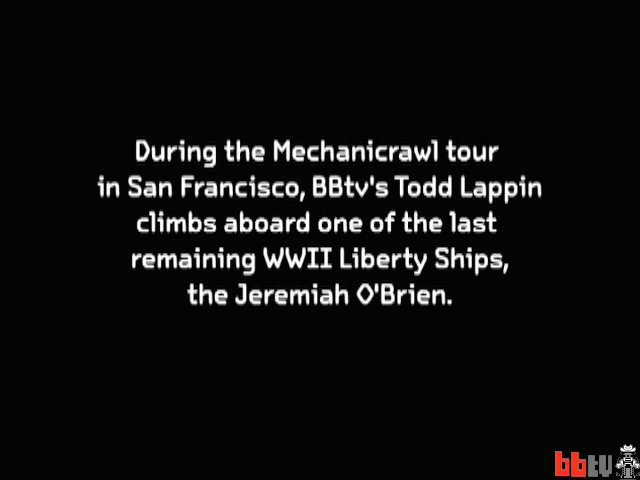 During the Mechanicrawl tour
in San Francisco, BBtv's Todd Lappin
climbs aboard one of the last
remaining WWII Liberty Ships,
the Jeremiah O'Brien.
bbtv